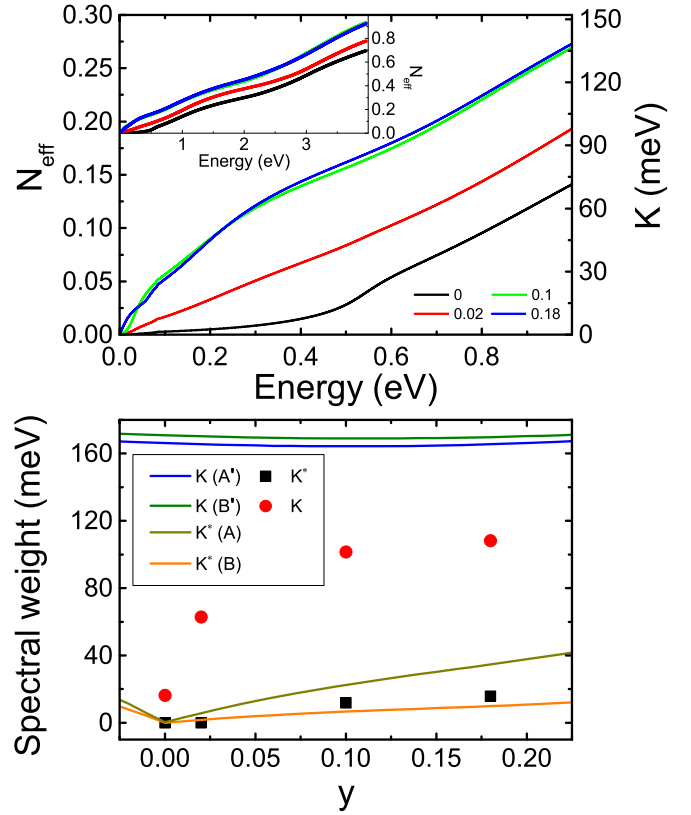 0.30
0.25
0.20
0.15
0.10
0.05
0.00
N_eff
0.0 0.2 0.4 0.6 0.8
Energy (eV)
150
120
90
60
30
0
K (meV)
0.8
0.6
0.4
0.2
0.0
N_eff
1 2 3
Energy (eV)
0 0.1
0.02 0.18
160
120
80
40
0
Spectral weight (meV)
K (A') K*
K (B') K
K* (A)
K* (B)
0.00 0.05 0.10 0.15 0.20
y